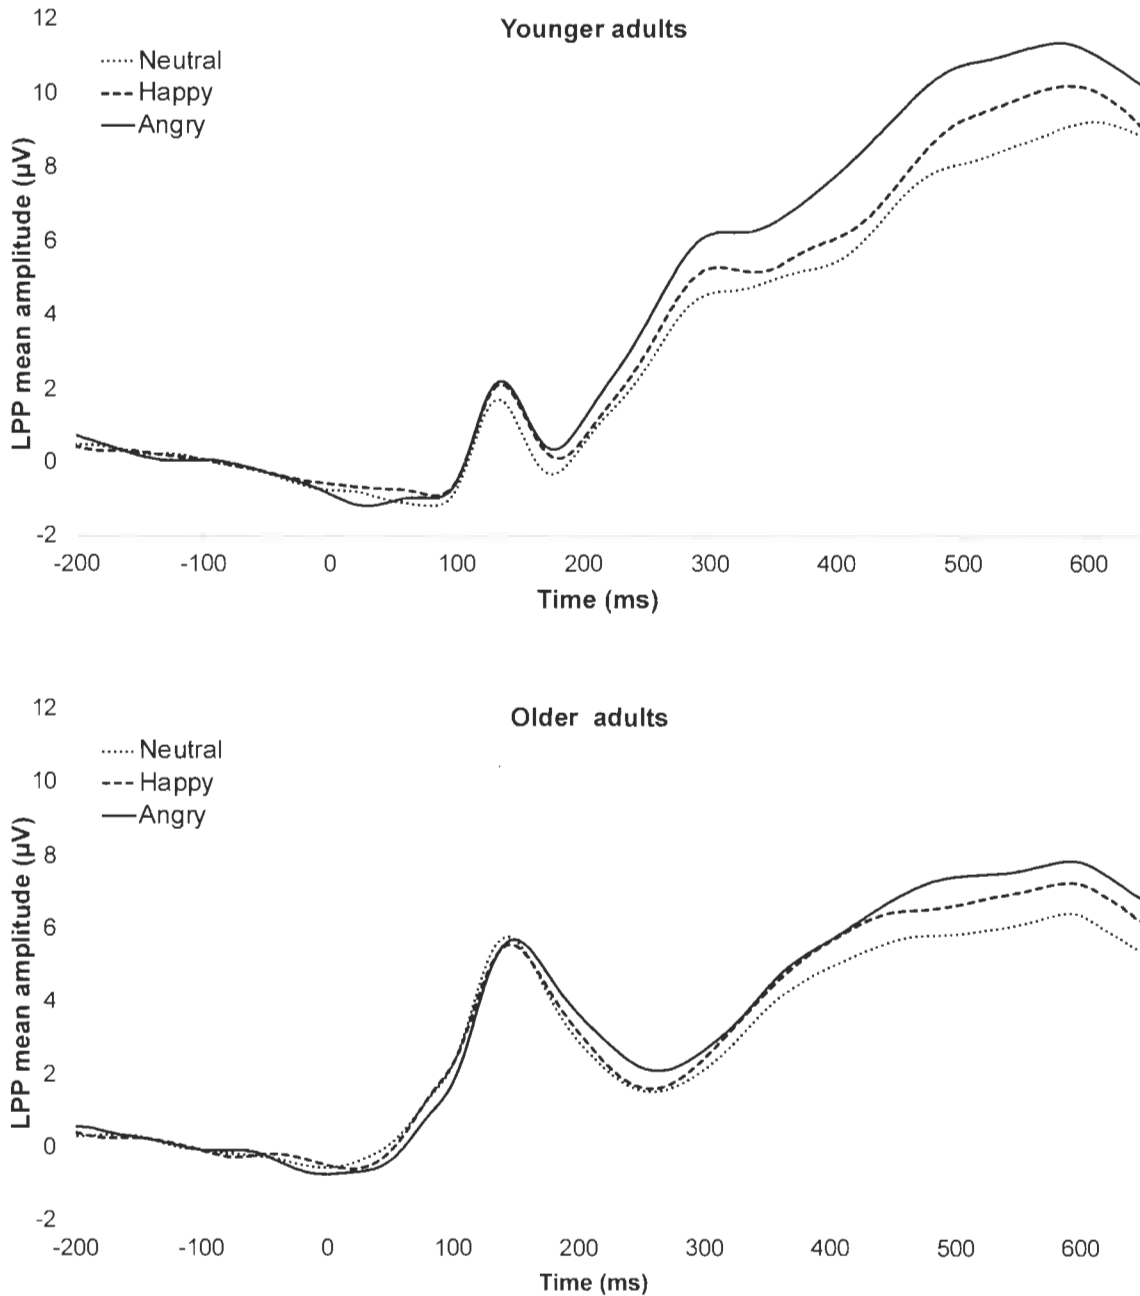 Younger adults
Neutral
Happy
Angry
LPP mean amplitude (µV)
12
10
8
6
4
2
0
-2
-200 -100 0 100 200 300 400 500 600
Time (ms)
Older adults
Neutral
Happy
Angry
LPP mean amplitude (µV)
12
10
8
6
4
2
0
-2
-200 -100 0 100 200 300 400 500 600
Time (ms)